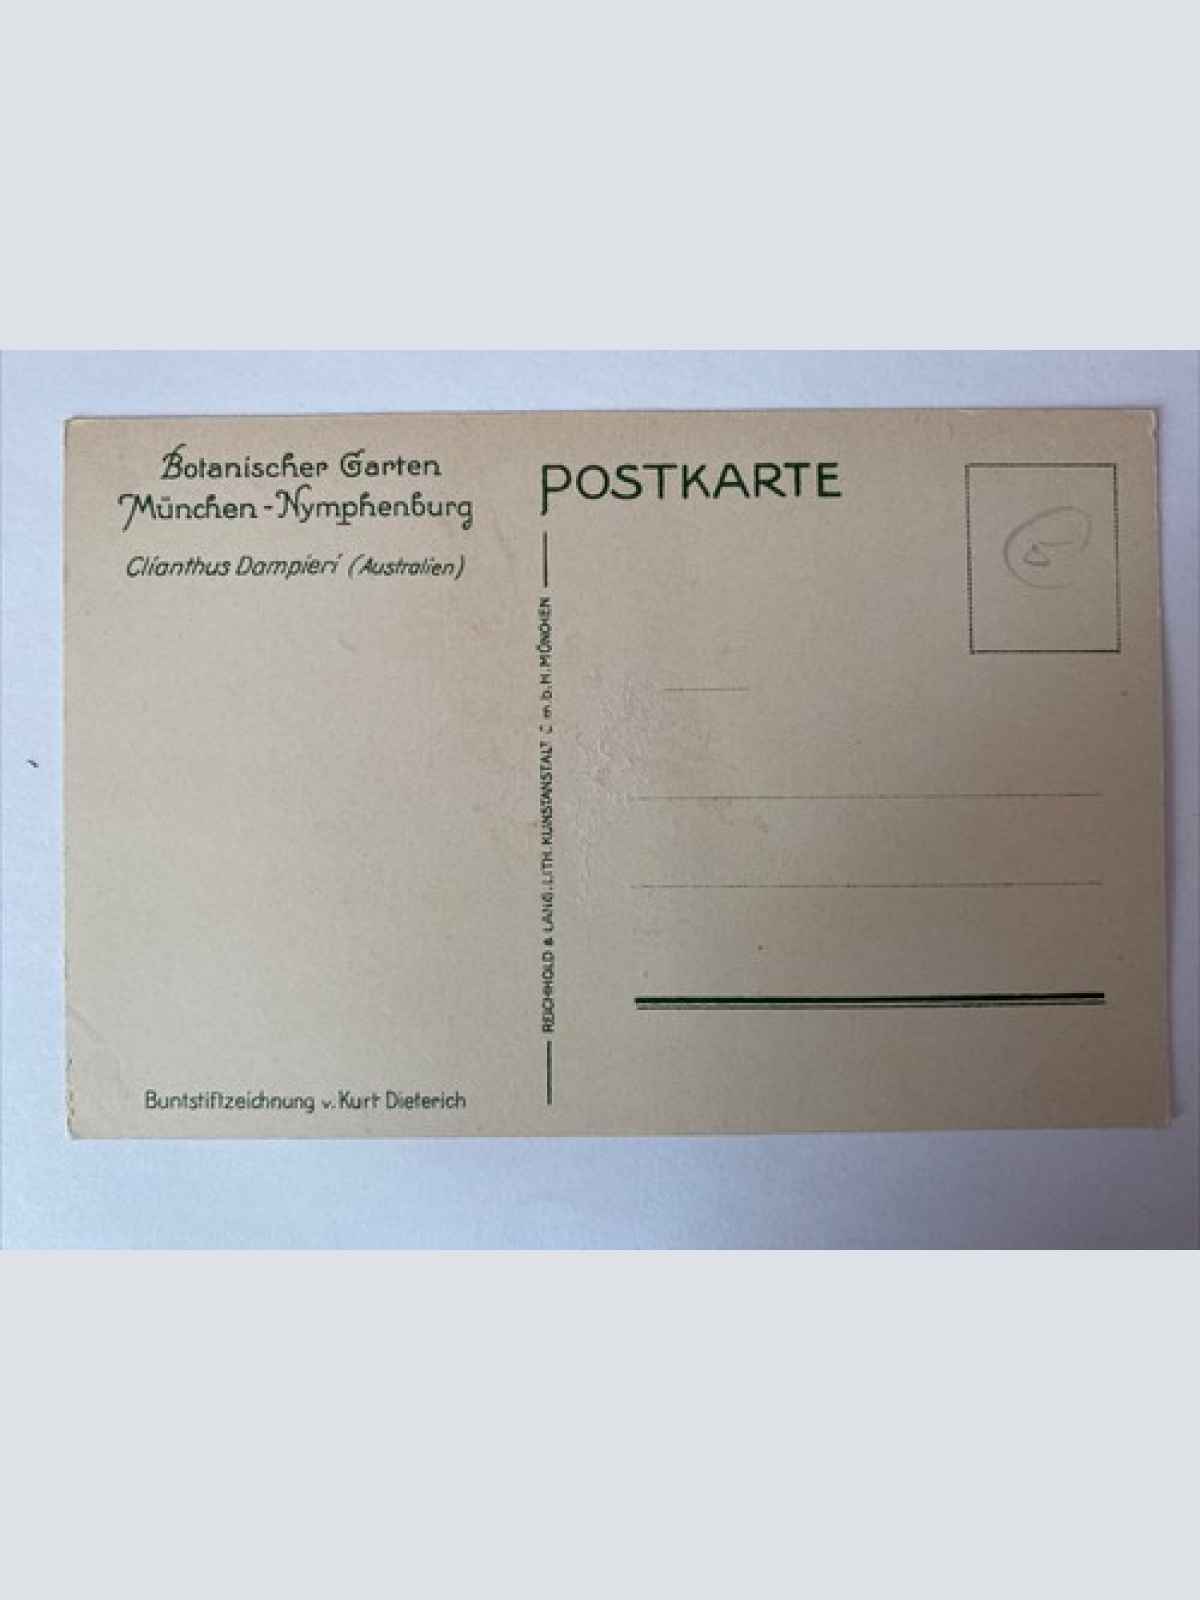 Botanischer Garten
München-Nymphenburg
Clianthus Dampieri (Australien)
POSTKARTE
REICHHOLD & LANG, LITH. KUNSTANSTALT G.m.b.H. MÜNCHEN
Buntstiftzeichnung v. Kurt Dieterich